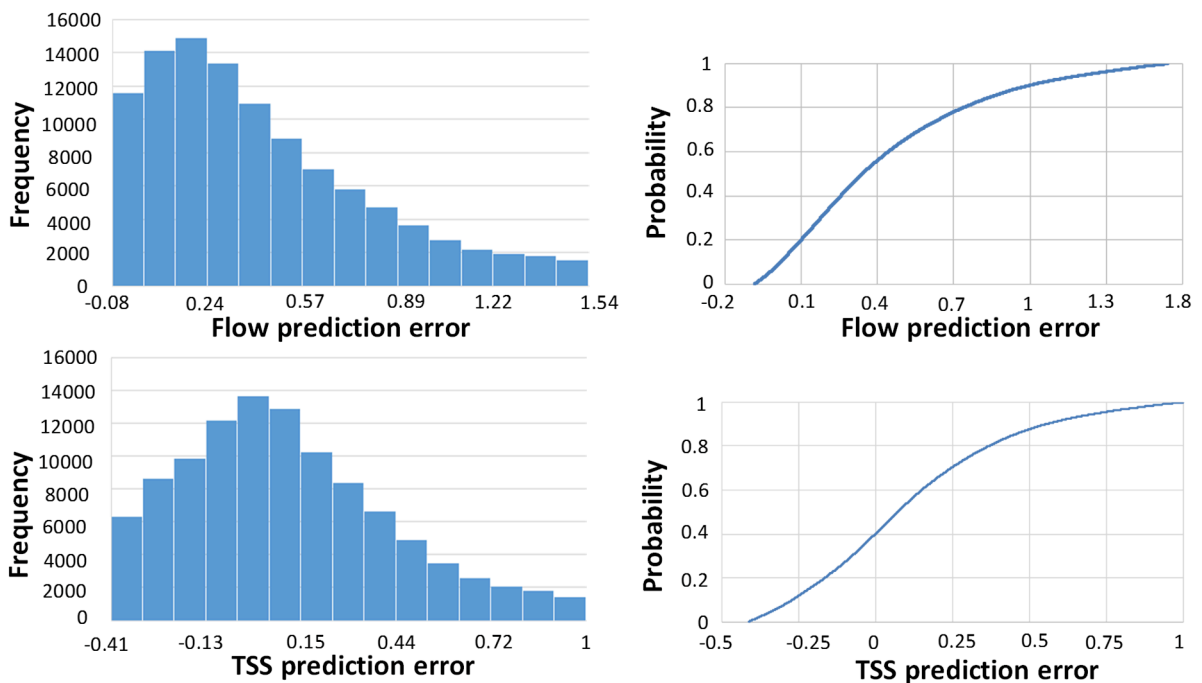 16000
14000
12000
10000
8000
6000
4000
2000
0
Frequency
-0.08 0.24 0.57 0.89 1.22 1.54
Flow prediction error
1
0.8
0.6
0.4
0.2
0
Probability
-0.2 0.1 0.4 0.7 1 1.3 1.8
Flow prediction error
16000
14000
12000
10000
8000
6000
4000
2000
0
Frequency
-0.41 -0.13 0.15 0.44 0.72 1
TSS prediction error
1
0.8
0.6
0.4
0.2
0
Probability
-0.5 -0.25 0 0.25 0.5 0.75 1
TSS prediction error